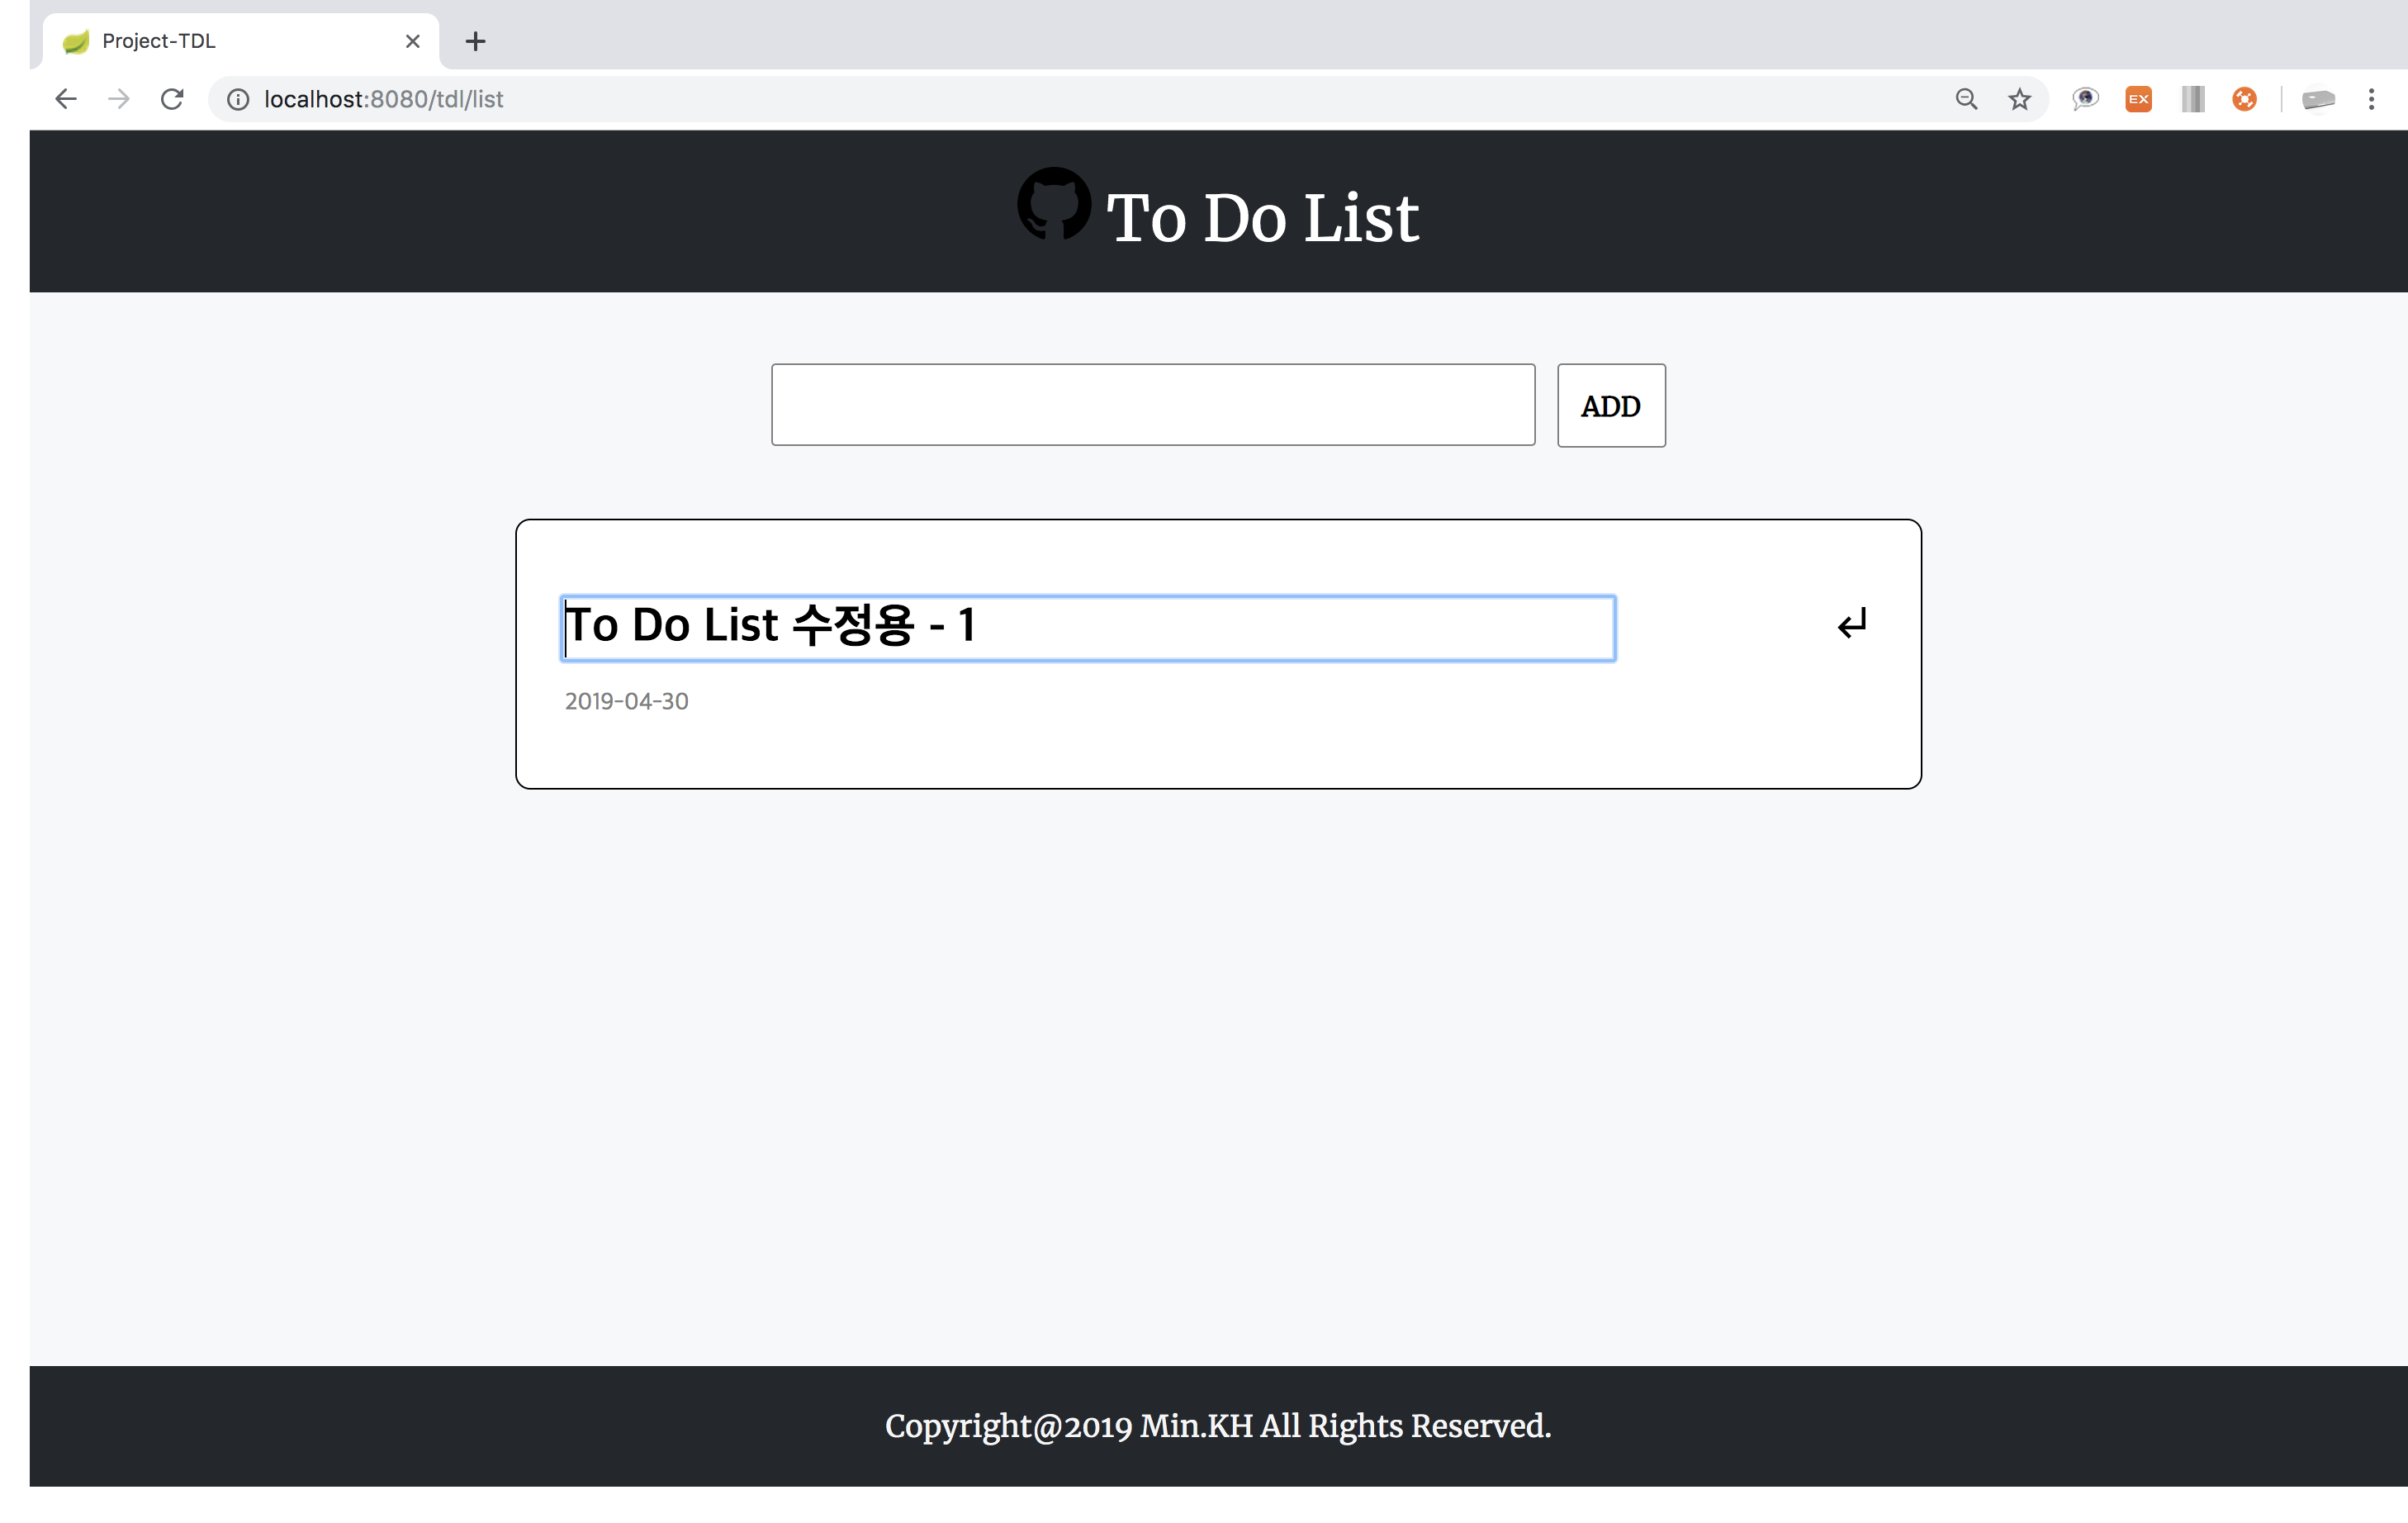 Project-TDL
localhost:8080/tdl/list
EX
To Do List
ADD
To Do List 수정용 - 1
2019-04-30
Copyright@2019 Min.KH All Rights Reserved.